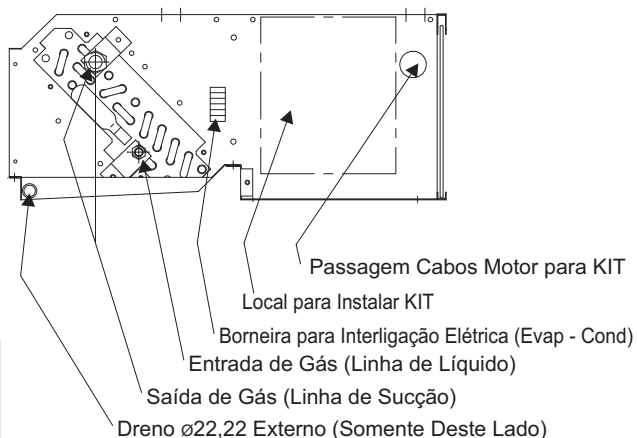 Passagem Cabos Motor para KIT
Local para Instalar KIT
Borneira para Interligação Elétrica (Evap - Cond)
Entrada de Gás (Linha de Líquido)
Saída de Gás (Linha de Sucção)
Dreno ø22,22 Externo (Somente Deste Lado)